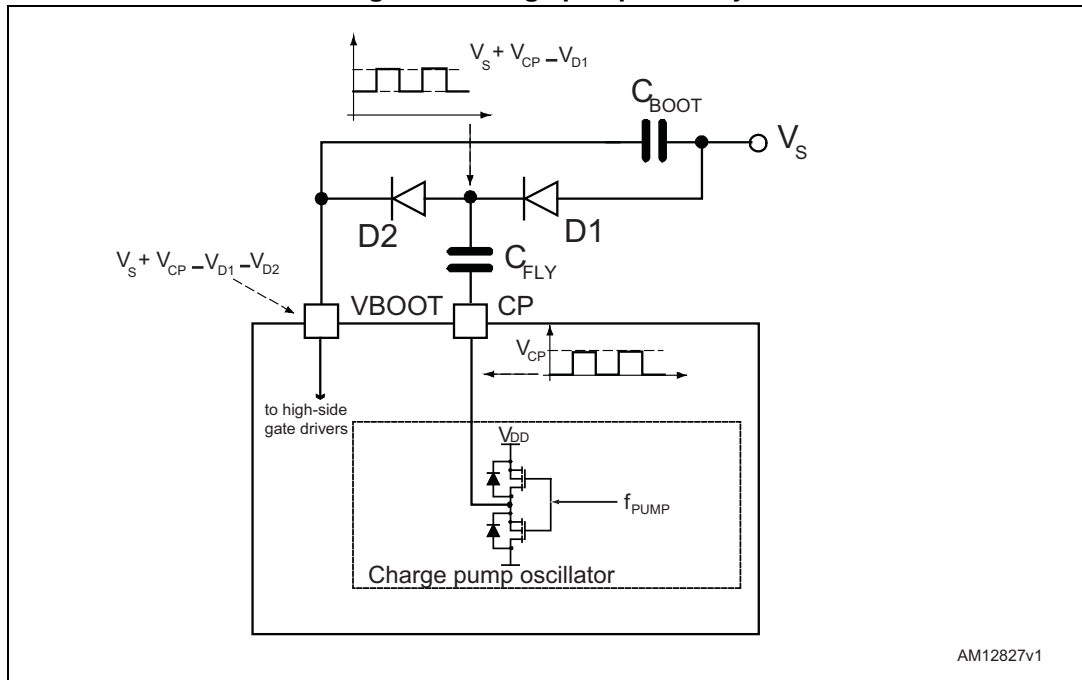 V_S + V_CP – V_D1
C_BOOT
V_S
D2
D1
C_FLY
V_S + V_CP – V_D1 – V_D2
VBOOT
CP
V_CP
to high-side
gate drivers
V_DD
f_PUMP
Charge pump oscillator
AM12827v1